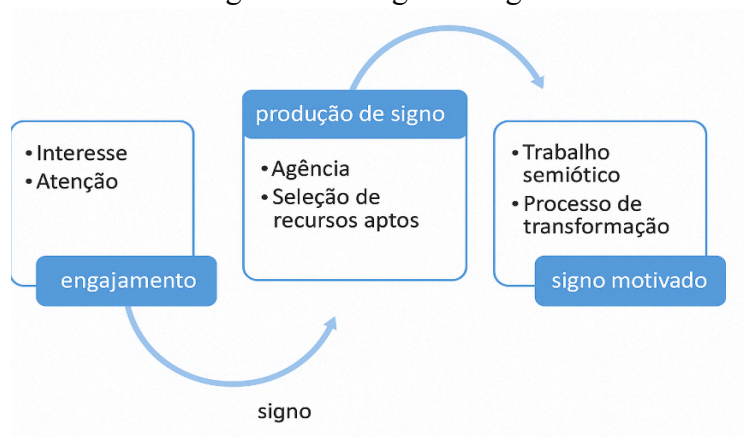 • Interesse
• Atenção
engajamento
produção de signo
• Agência
• Seleção de
recursos aptos
• Trabalho
semiótico
• Processo de
transformação
signo motivado
signo